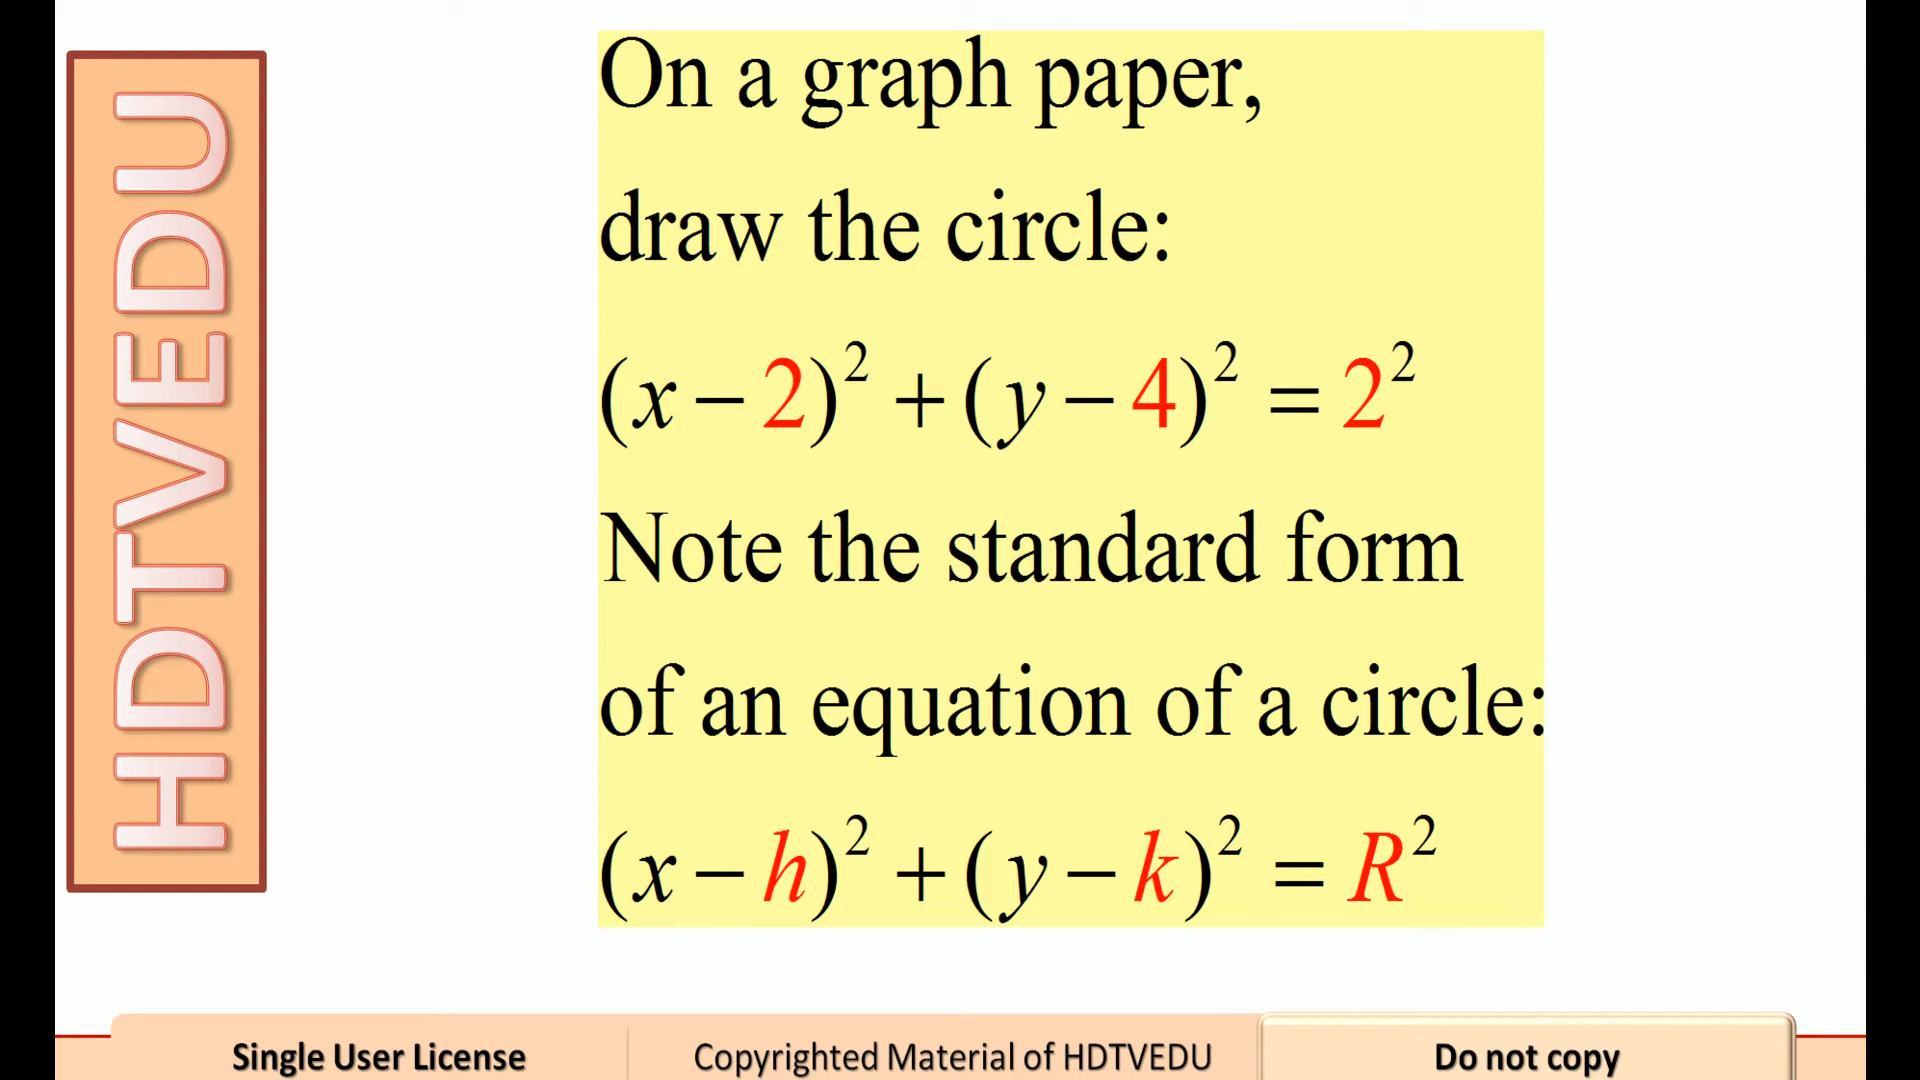 HDTVEDU
On a graph paper,
draw the circle:
(x − 2)² + (y − 4)² = 2²
Note the standard form
of an equation of a circle:
(x − h)² + (y − k)² = R²
Single User License
Copyrighted Material of HDTVEDU
Do not copy